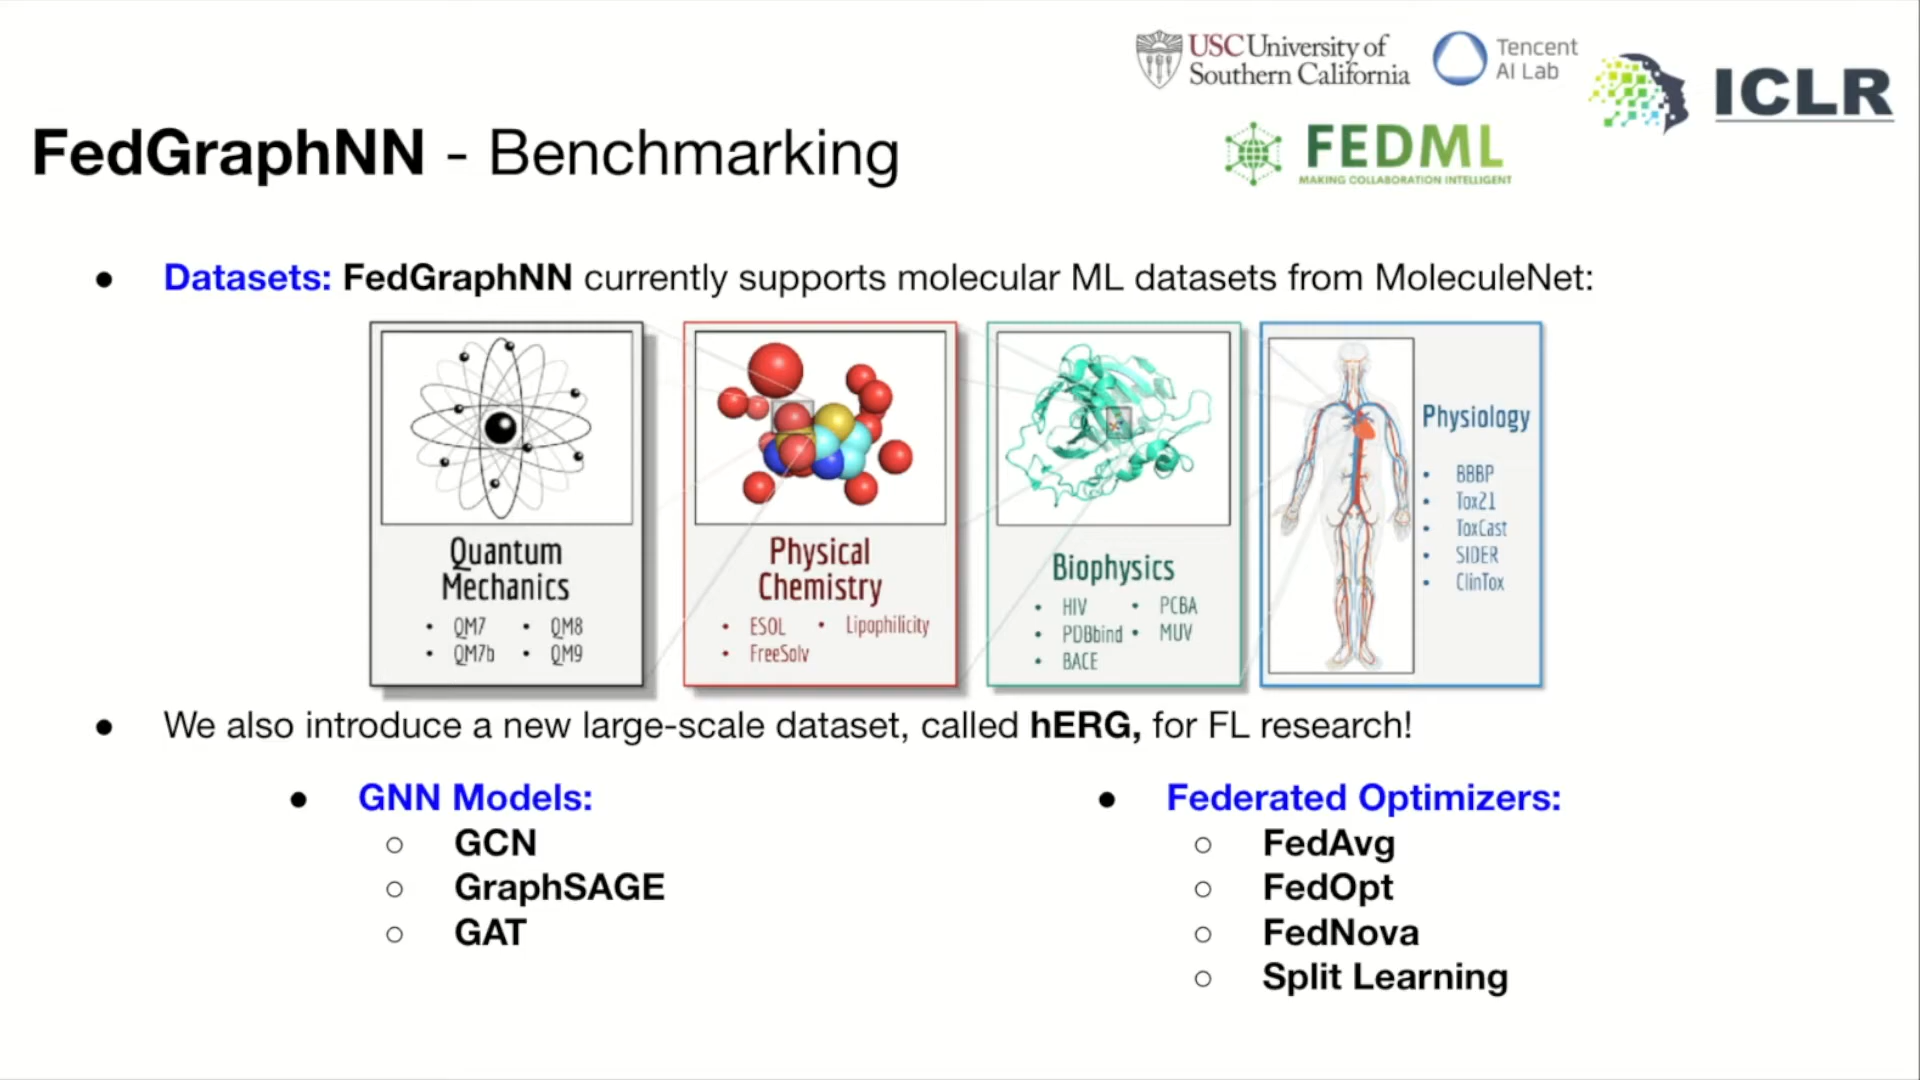 USC University of
Southern California
Tencent
AI Lab
ICLR
FEDML
MAKING COLLABORATION INTELLIGENT
FedGraphNN - Benchmarking
● Datasets: FedGraphNN currently supports molecular ML datasets from MoleculeNet:
Quantum
Mechanics
• QM7 • QM8
• QM7b • QM9
Physical
Chemistry
• ESOL • Lipophilicity
• FreeSolv
Biophysics
• HIV • PCBA
• PDBbind • MUV
• BACE
Physiology
• BBBP
• Tox21
• ToxCast
• SIDER
• ClinTox
● We also introduce a new large-scale dataset, called hERG, for FL research!
● GNN Models:
○ GCN
○ GraphSAGE
○ GAT
● Federated Optimizers:
○ FedAvg
○ FedOpt
○ FedNova
○ Split Learning